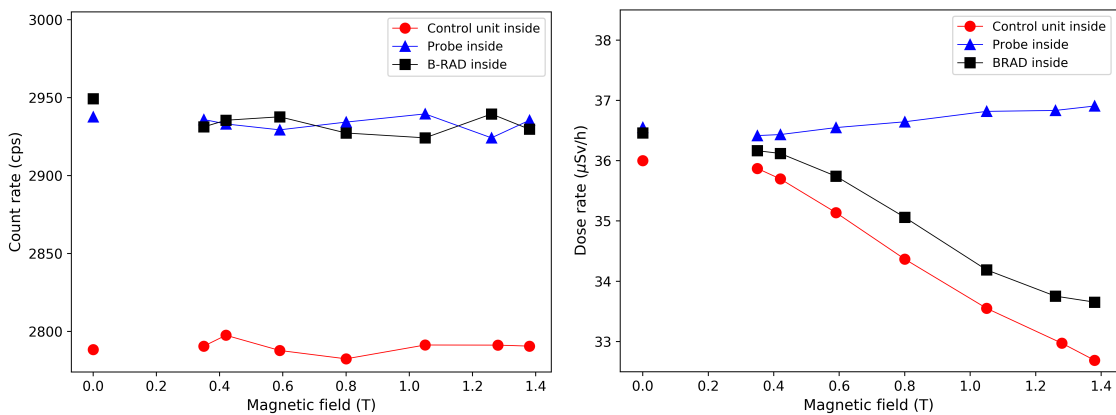 3000
2950
2900
2850
2800
Count rate (cps)
Control unit inside
Probe inside
B-RAD inside
0.0 0.2 0.4 0.6 0.8 1.0 1.2 1.4
Magnetic field (T)
38
37
36
35
34
33
Dose rate (μSv/h)
Control unit inside
Probe inside
BRAD inside
0.0 0.2 0.4 0.6 0.8 1.0 1.2 1.4
Magnetic field (T)